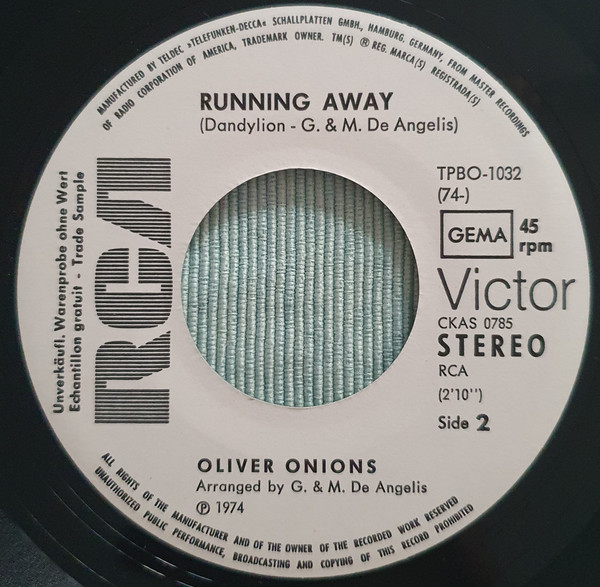 MANUFACTURED BY TELDEC »TELEFUNKEN-DECCA« SCHALLPLATTEN GMBH., HAMBURG, GERMANY, FROM MASTER RECORDINGS
OF RADIO CORPORATION OF AMERICA, TRADEMARK OWNER. TM(S) ® REG. MARCA(S) REGISTRADA(S)
RUNNING AWAY
(Dandylion - G. & M. De Angelis)
Unverkäufl. Warenprobe ohne Wert
Echantillon gratuit - Trade Sample
RCA
TPBO-1032
(74-)
GEMA
45
rpm
Victor
CKAS 0785
STEREO
RCA
(2'10'')
Side 2
OLIVER ONIONS
Arranged by G. & M. De Angelis
℗ 1974
ALL RIGHTS OF THE MANUFACTURER AND OF THE OWNER OF THE RECORDED WORK RESERVED
UNAUTHORIZED PUBLIC PERFORMANCE, BROADCASTING AND COPYING OF THIS RECORD PROHIBITED